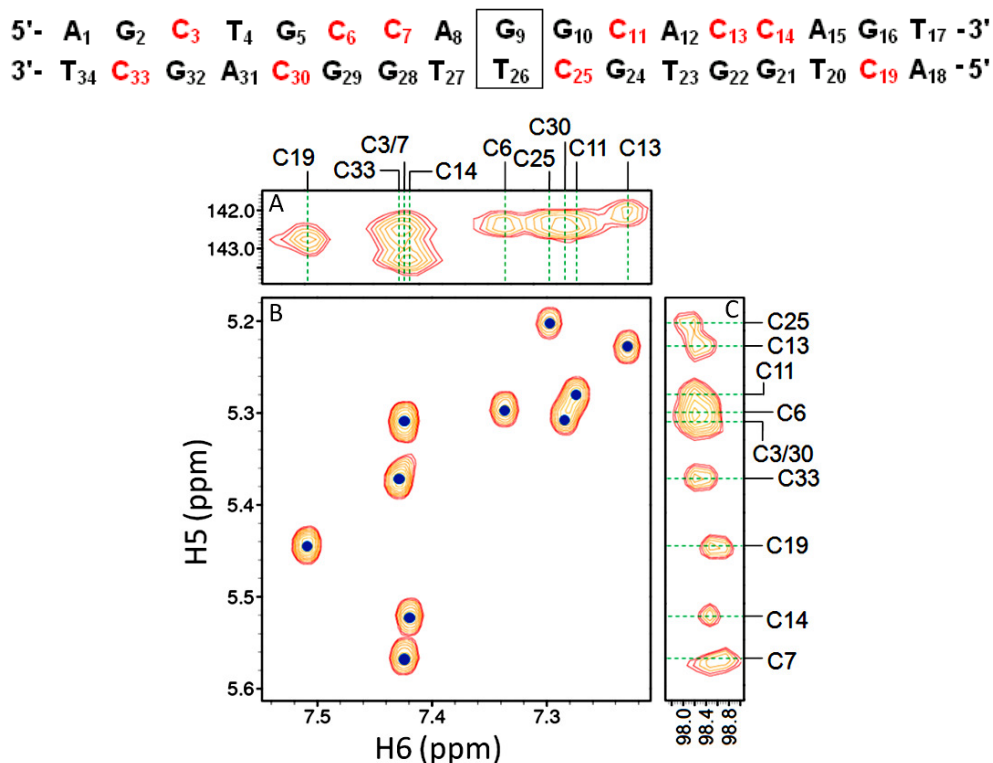 5'- A1 G2 C3 T4 G5 C6 C7 A8 G9 G10 C11 A12 C13 C14 A15 G16 T17 -3'
3'- T34 C33 G32 A31 C30 G29 G28 T27 T26 C25 G24 T23 G22 G21 T20 C19 A18 -5'
C30
C3/7 C6 C25 C11 C13
C19 C33 C14
A
142.0
143.0
B C
5.2
5.3
5.4
5.5
5.6
H5 (ppm)
C25
C13
C11
C6
C3/30
C33
C19
C14
C7
7.5 7.4 7.3
H6 (ppm)
98.0 98.4 98.8